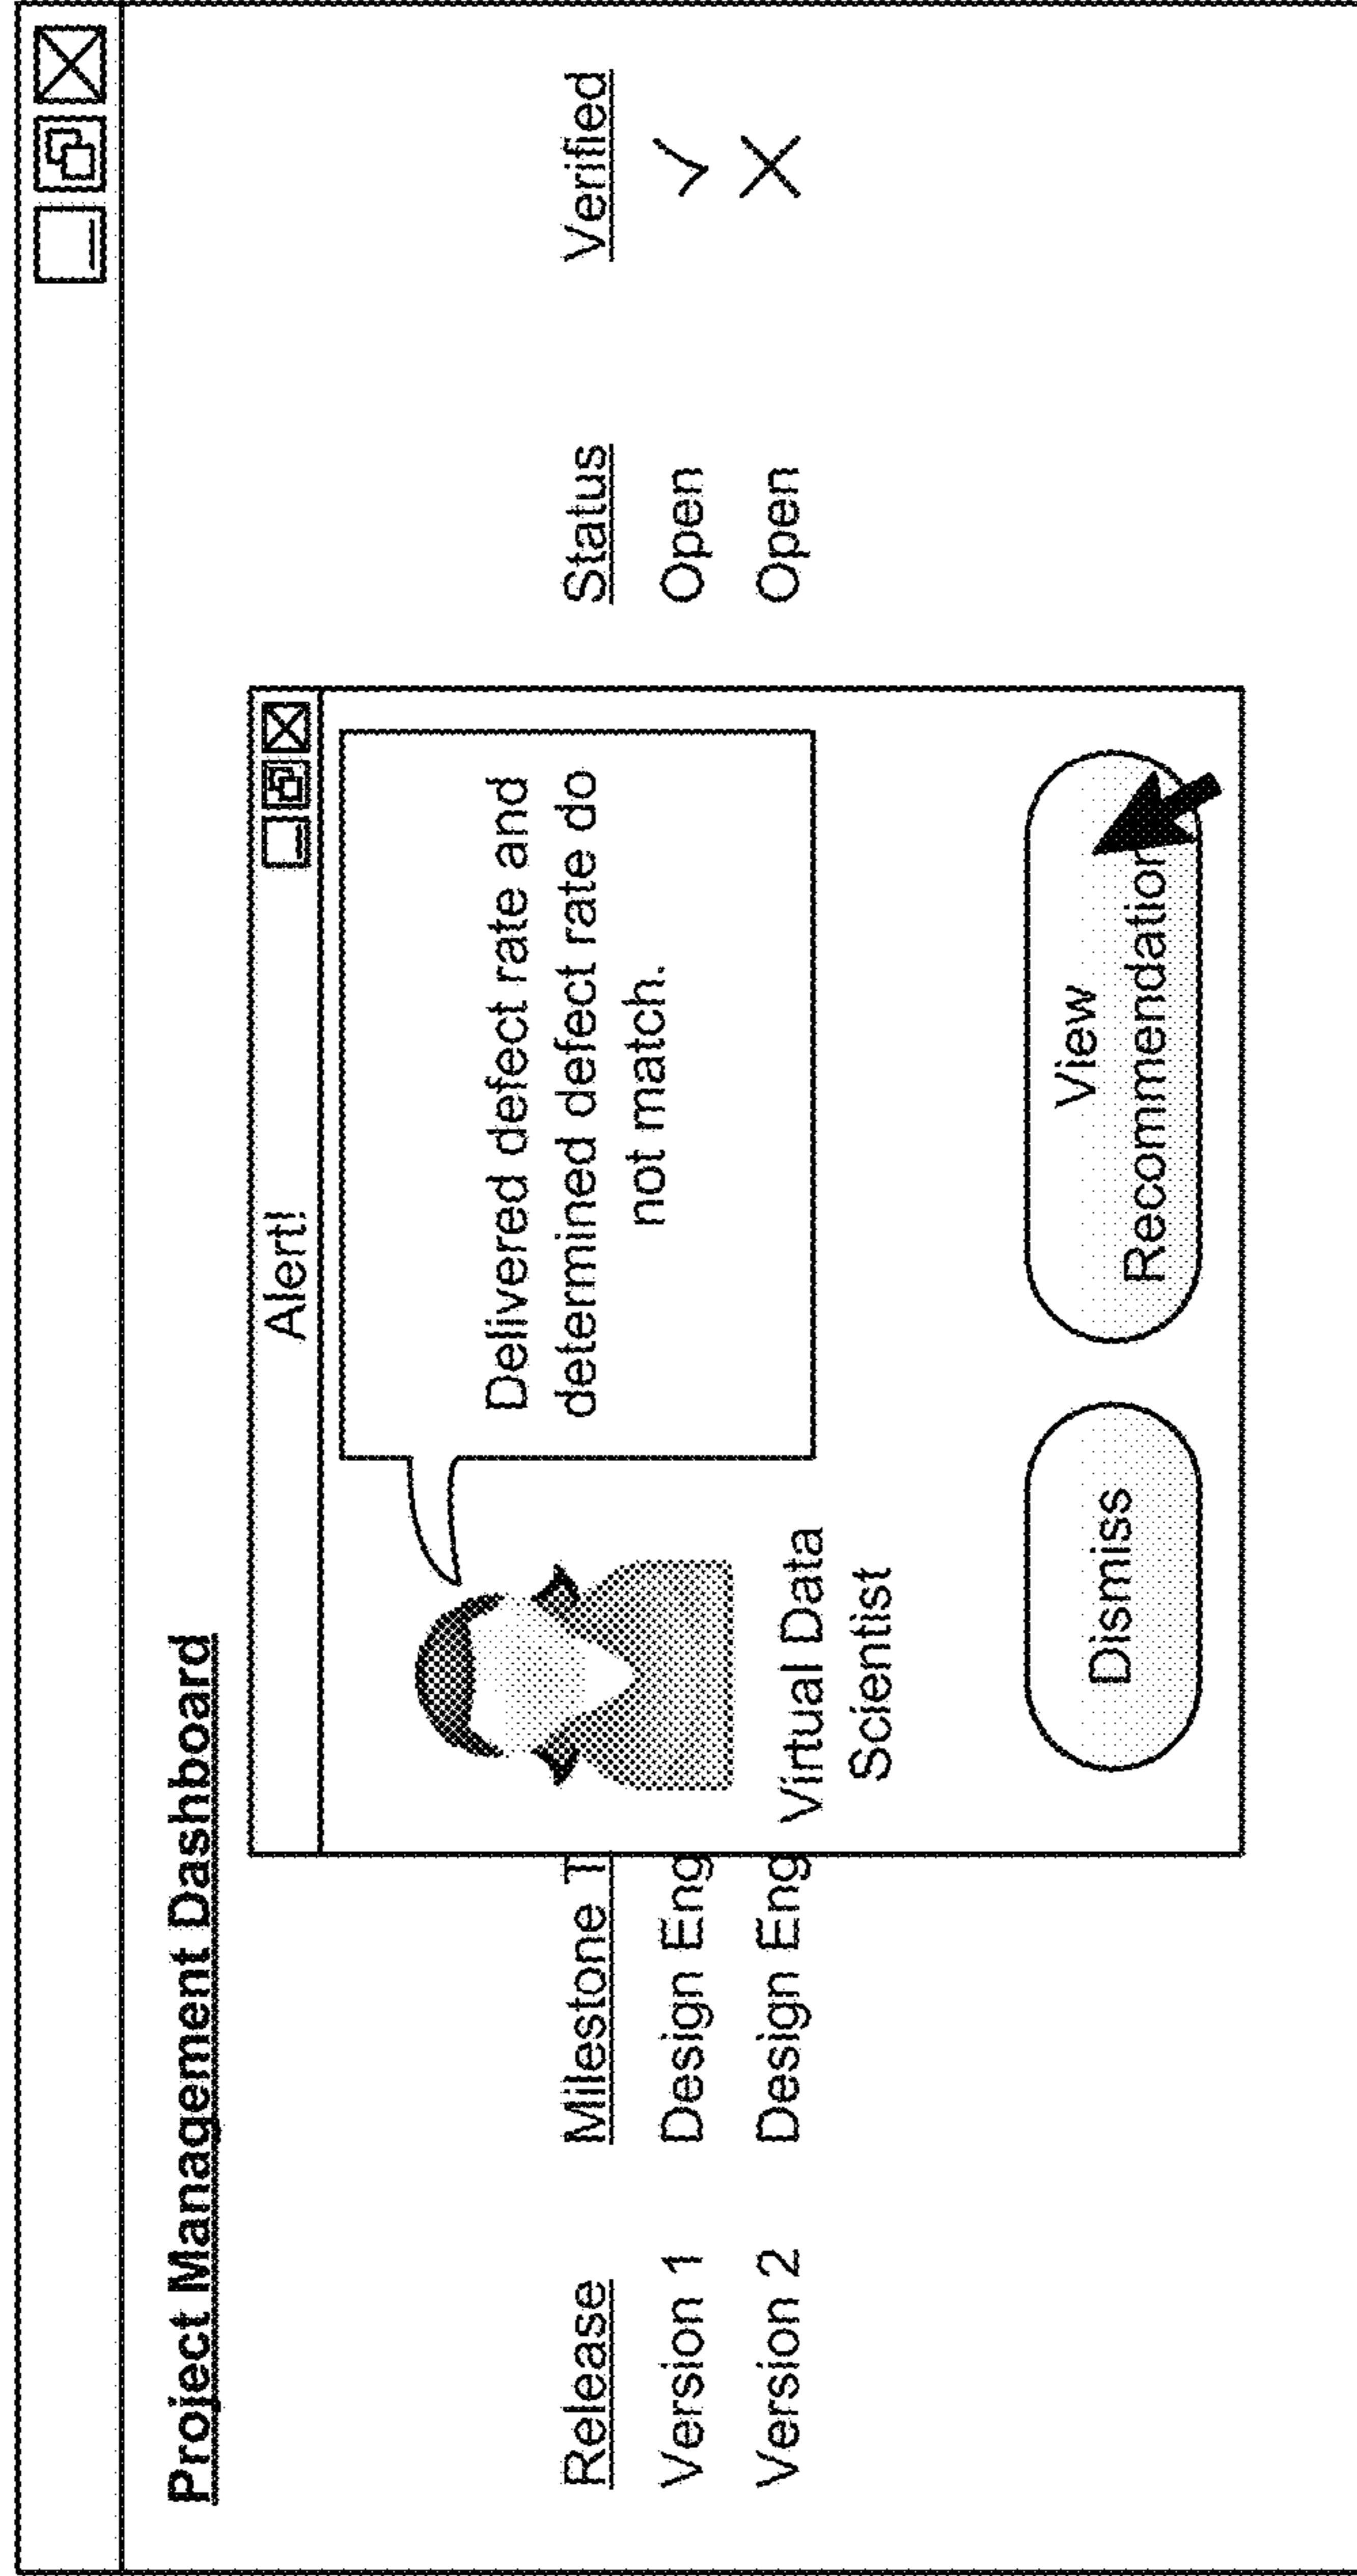 Project Management Dashboard
Alert!
Delivered defect rate and
determined defect rate do
not match.
Virtual Data
Scientist
Dismiss
View
Recommendation
Release Milestone T Status Verified
Version 1 Design Eng Open
Version 2 Design Eng Open